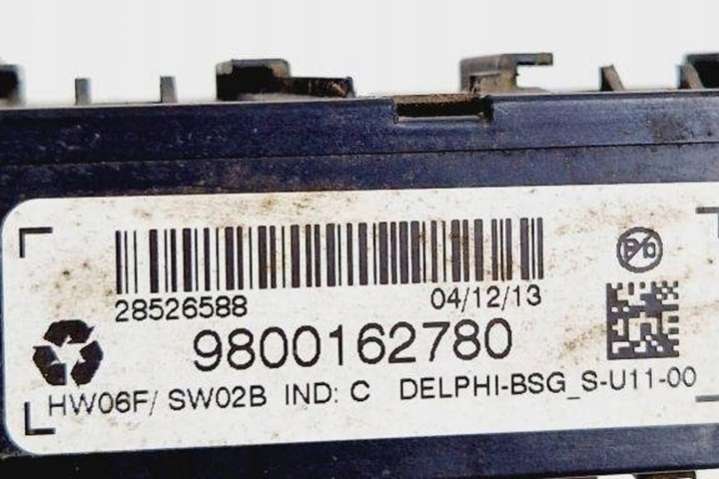 28526588 04/12/13
9800162780
HW06F/ SW02B IND: C DELPHI-BSG_S-U11-00